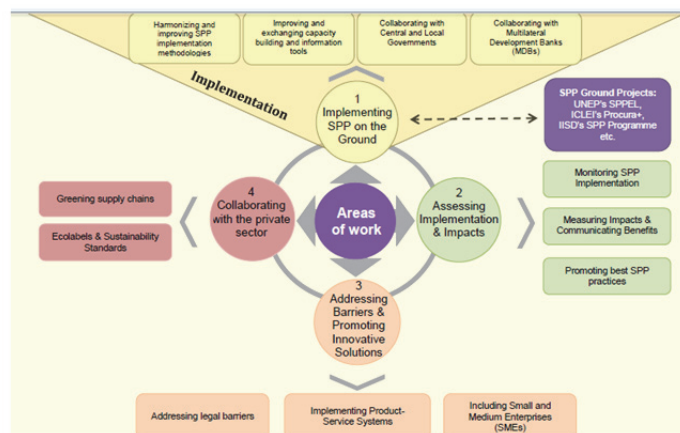 Harmonizing and
improving SPP
implementation
methodologies
Improving and
exchanging capacity
building and information
tools
Collaborating with
Central and Local
Governments
Collaborating with
Multilateral
Development Banks
(MDBs)
Implementation
1
Implementing
SPP on the
Ground
SPP Ground Projects:
UNEP's SPPEL,
ICLEI's Procura+,
IISD's SPP Programme
etc.
4
Collaborating
with the private
sector
Areas
of work
2
Assessing
Implementation
& Impacts
Greening supply chains
Ecolabels & Sustainability
Standards
Monitoring SPP
Implementation
Measuring Impacts &
Communicating Benefits
Promoting best SPP
practices
3
Addressing
Barriers &
Promoting
Innovative
Solutions
Addressing legal barriers
Implementing Product-
Service Systems
Including Small and
Medium Enterprises
(SMEs)